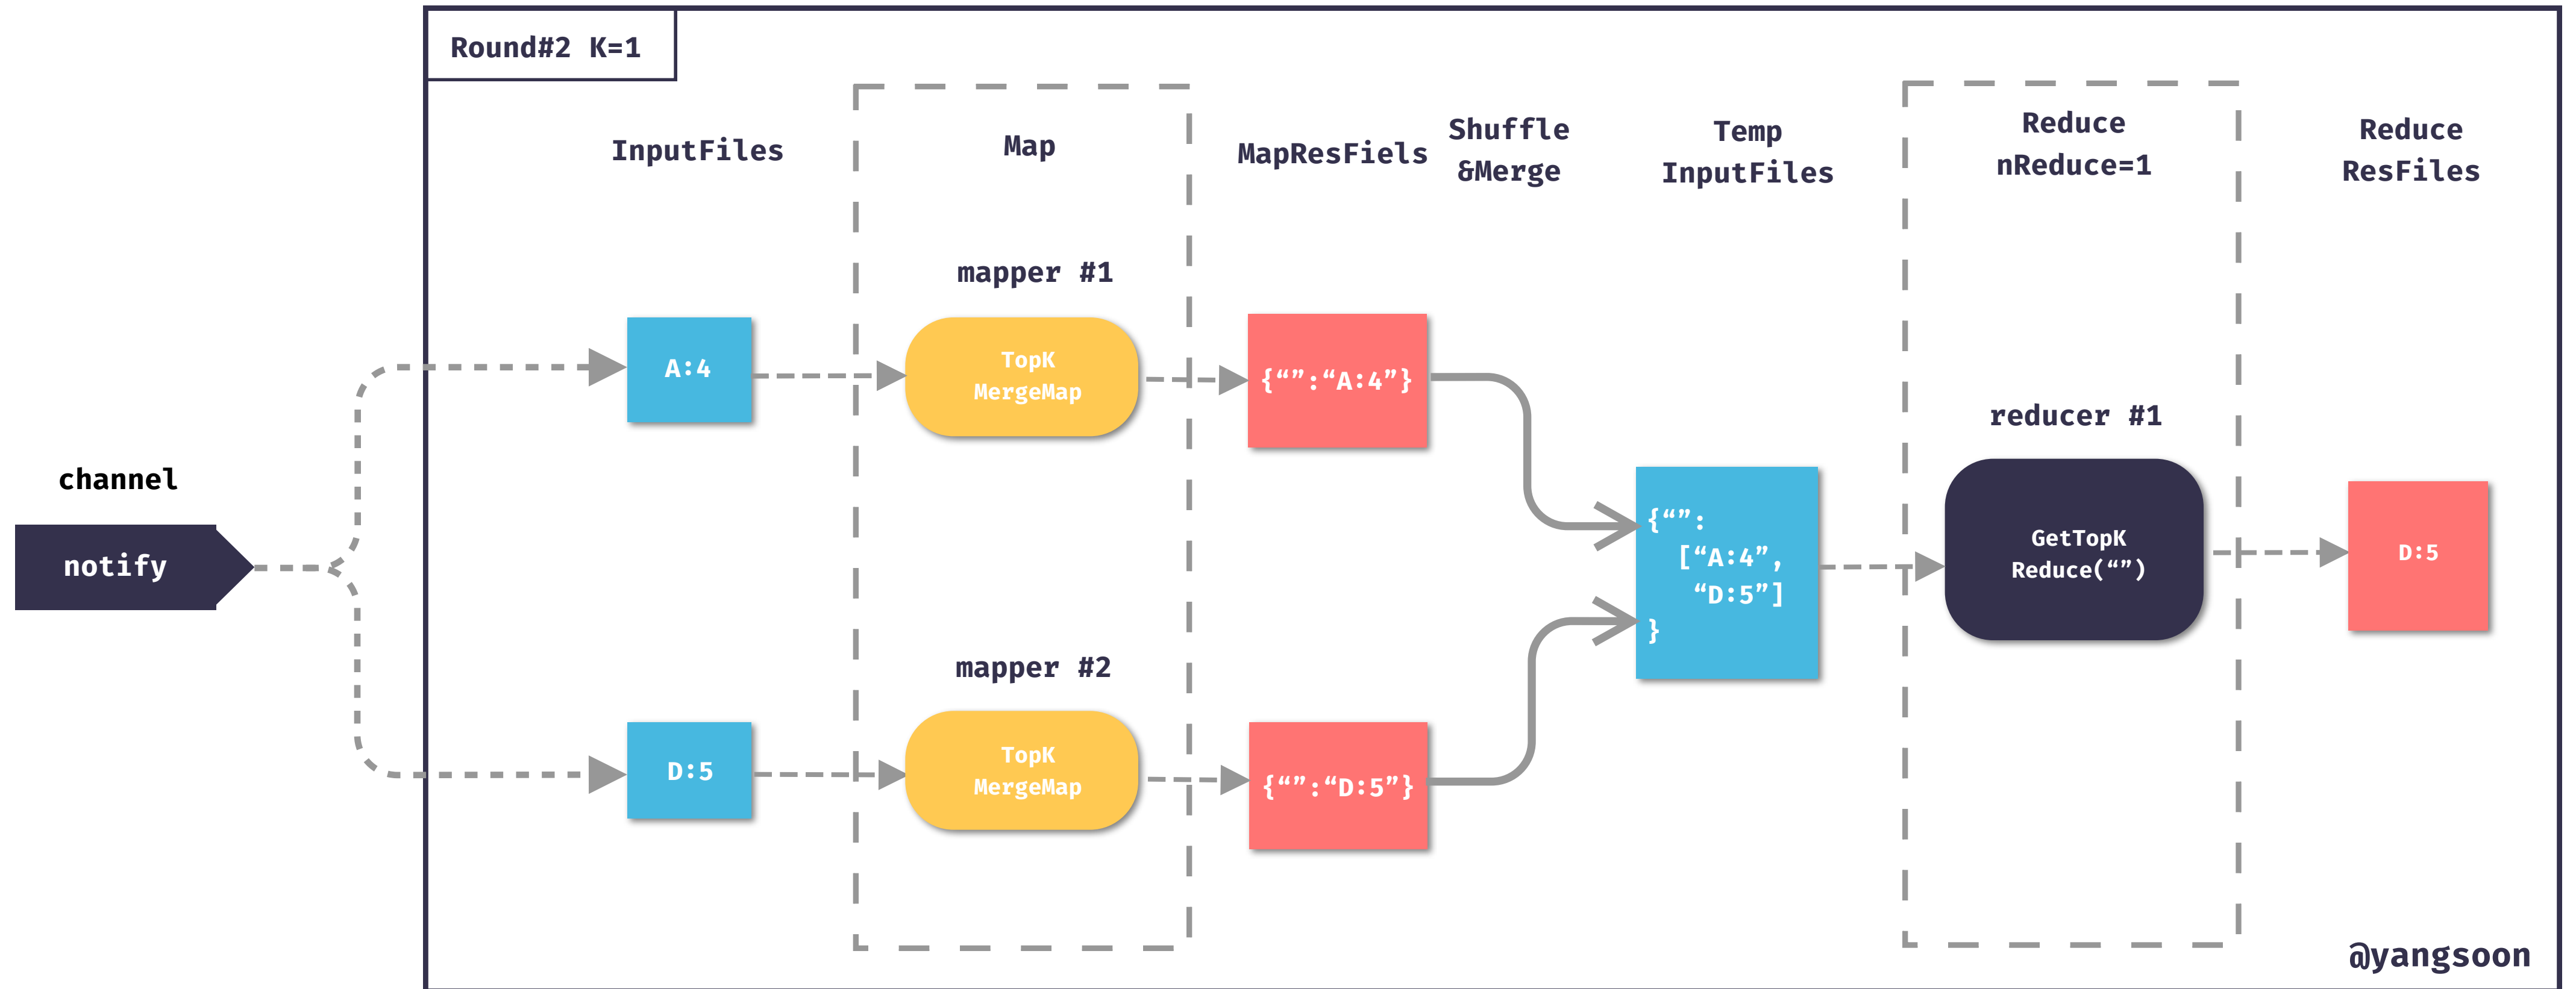 Round#2 K=1
InputFiles
Map
MapResFiels
Shuffle
&Merge
Temp
InputFiles
Reduce
nReduce=1
Reduce
ResFiles
channel
notify
A:4
mapper #1
TopK
MergeMap
{“”:“A:4”}
D:5
mapper #2
TopK
MergeMap
{“”:“D:5”}
{“”:
[“A:4”,
“D:5”]
}
reducer #1
GetTopK
Reduce(“”)
D:5
@yangsoon